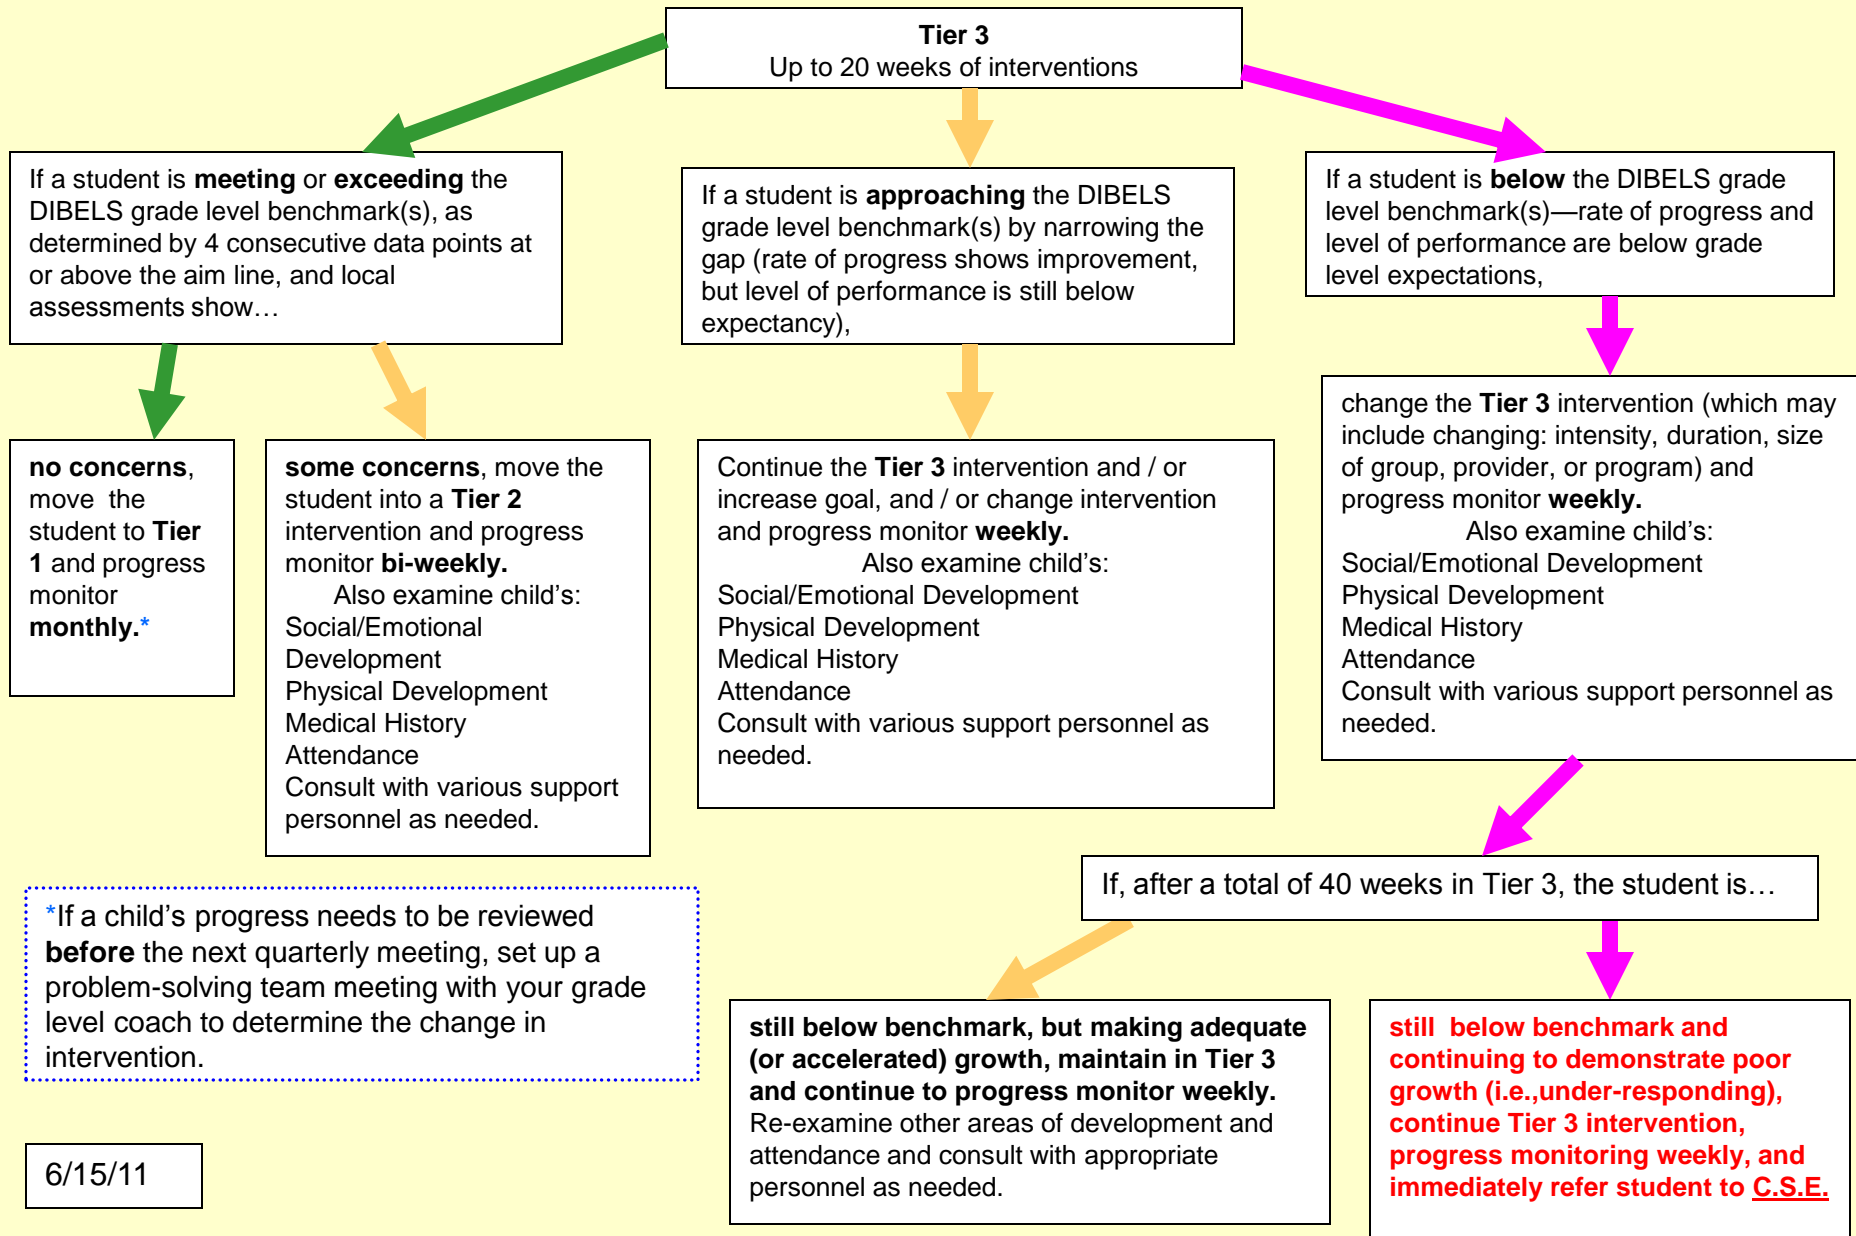 Tier 3
Up to 20 weeks of interventions
If a student is meeting or exceeding the
DIBELS grade level benchmark(s), as
determined by 4 consecutive data points at
or above the aim line, and local
assessments show…
If a student is approaching the DIBELS
grade level benchmark(s) by narrowing the
gap (rate of progress shows improvement,
but level of performance is still below
expectancy),
If a student is below the DIBELS grade
level benchmark(s)—rate of progress and
level of performance are below grade
level expectations,
no concerns,
move the
student to Tier
1 and progress
monitor
monthly.*
some concerns, move the
student into a Tier 2
intervention and progress
monitor bi-weekly.
Also examine child's:
Social/Emotional
Development
Physical Development
Medical History
Attendance
Consult with various support
personnel as needed.
Continue the Tier 3 intervention and / or
increase goal, and / or change intervention
and progress monitor weekly.
Also examine child's:
Social/Emotional Development
Physical Development
Medical History
Attendance
Consult with various support personnel as
needed.
change the Tier 3 intervention (which may
include changing: intensity, duration, size
of group, provider, or program) and
progress monitor weekly.
Also examine child's:
Social/Emotional Development
Physical Development
Medical History
Attendance
Consult with various support personnel as
needed.
If, after a total of 40 weeks in Tier 3, the student is…
*If a child's progress needs to be reviewed
before the next quarterly meeting, set up a
problem-solving team meeting with your grade
level coach to determine the change in
intervention.
still below benchmark, but making adequate
(or accelerated) growth, maintain in Tier 3
and continue to progress monitor weekly.
Re-examine other areas of development and
attendance and consult with appropriate
personnel as needed.
still below benchmark and
continuing to demonstrate poor
growth (i.e.,under-responding),
continue Tier 3 intervention,
progress monitoring weekly, and
immediately refer student to C.S.E.
6/15/11